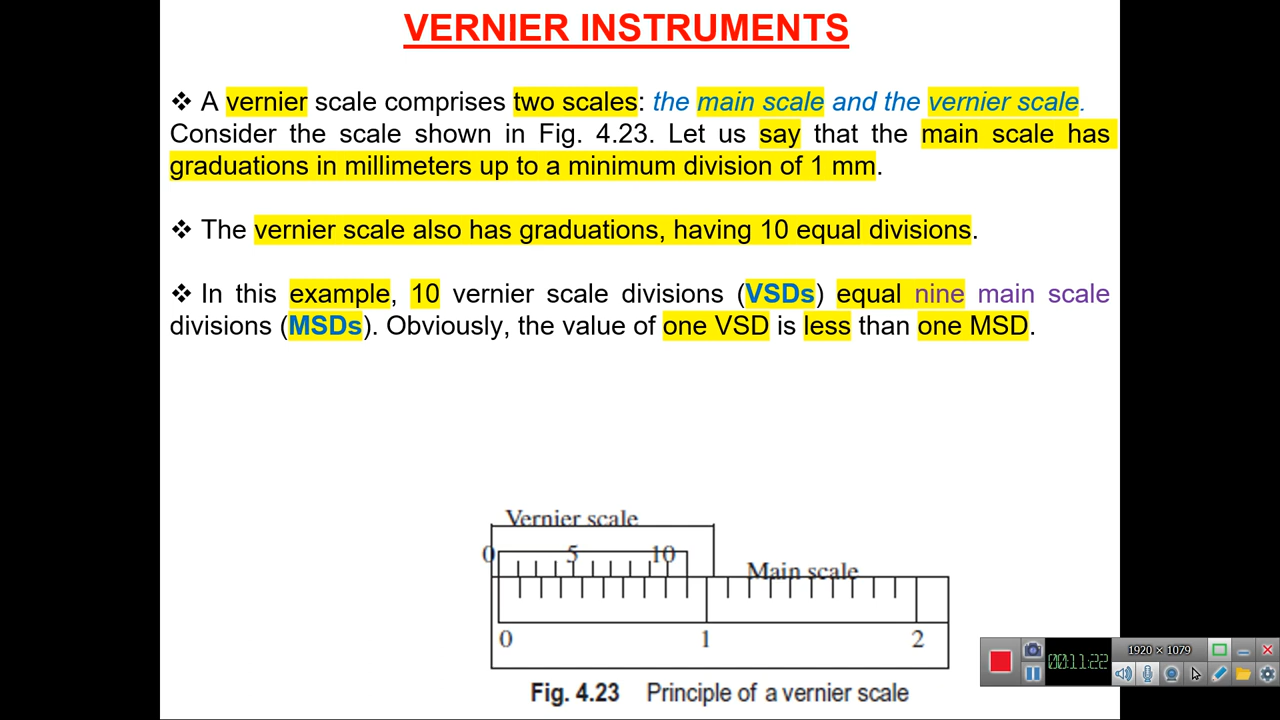 VERNIER INSTRUMENTS
❖ A vernier scale comprises two scales: the main scale and the vernier scale.
Consider the scale shown in Fig. 4.23. Let us say that the main scale has
graduations in millimeters up to a minimum division of 1 mm.
❖ The vernier scale also has graduations, having 10 equal divisions.
❖ In this example, 10 vernier scale divisions (VSDs) equal nine main scale
divisions (MSDs). Obviously, the value of one VSD is less than one MSD.
Vernier scale
0 5 10
Main scale
0 1 2
Fig. 4.23 Principle of a vernier scale
1920 × 1079
00:11:22